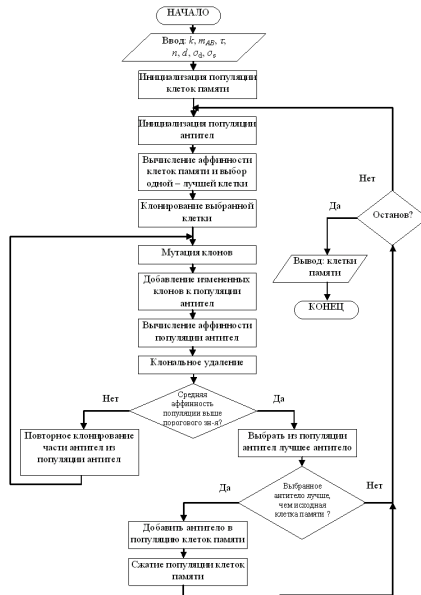 НАЧАЛО
Ввод: k, mAB, τ,
n, d, σd, σs
Инициализация популяции
клеток памяти
Инициализация популяции
антител
Вычисление аффинности
клеток памяти и выбор
одной – лучшей клетки
Клонирование выбранной
клетки
Мутация клонов
Добавление измененных
клонов к популяции
антител
Вычисление аффинности
популяции антител
Клональное удаление
Средняя
аффинность
популяции выше
порогового зн-я?
Нет
Да
Повторное клонирование
части антител из
популяции антител
Выбрать из популяции
антител лучшее антитело
Выбранное
антитело лучше,
чем исходная
клетка памяти ?
Да
Нет
Добавить антитело в
популяцию клеток памяти
Сжатие популяции клеток
памяти
Нет
Да
Останов?
Вывод: клетки
памяти
КОНЕЦ